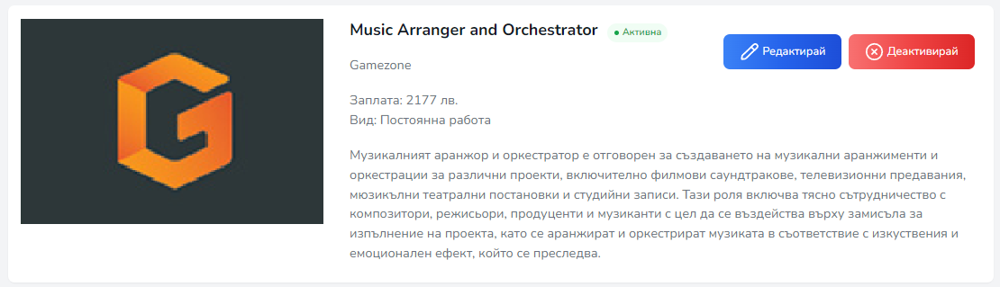 Music Arranger and Orchestrator
Активна
Редактирай
Деактивирай
Gamezone
Заплата: 2177 лв.
Вид: Постоянна работа
Музикалният аранжор и оркестратор е отговорен за създаването на музикални аранжименти и
оркестрации за различни проекти, включително филмови саундтракове, телевизионни предавания,
мюзикълни театрални постановки и студийни записи. Тази роля включва тясно сътрудничество с
композитори, режисьори, продуценти и музиканти с цел да се въздейства върху замисъла за
изпълнение на проекта, като се аранжират и оркестрират музиката в съответствие с изкуствения и
емоционален ефект, който се преследва.